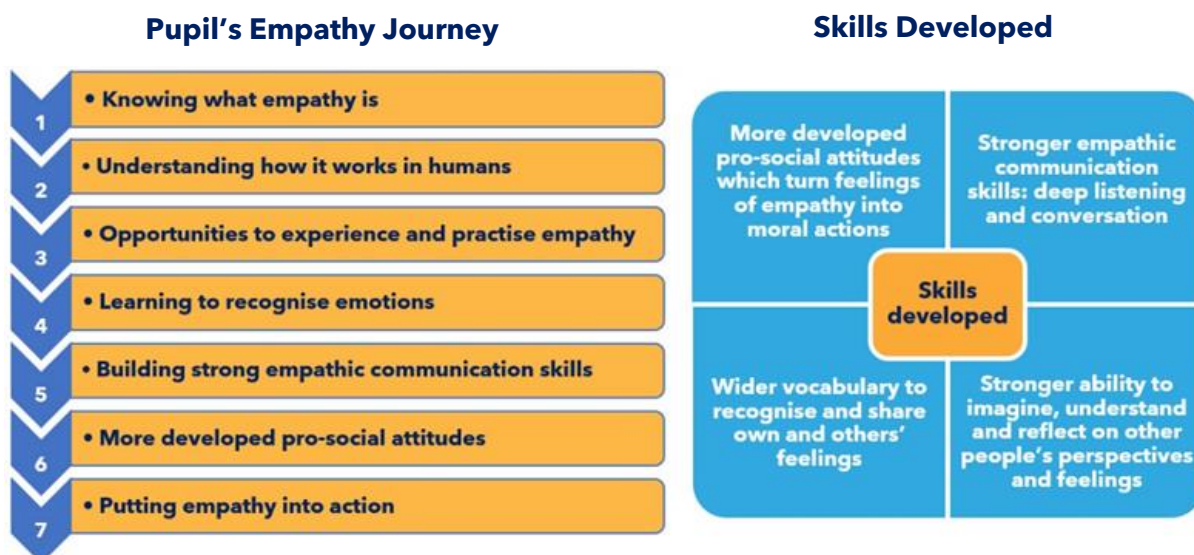 Pupil's Empathy Journey
1
• Knowing what empathy is
2
• Understanding how it works in humans
3
• Opportunities to experience and practise empathy
4
• Learning to recognise emotions
5
• Building strong empathic communication skills
6
• More developed pro-social attitudes
7
• Putting empathy into action
Skills Developed
More developed
pro-social attitudes
which turn feelings
of empathy into
moral actions
Stronger empathic
communication
skills: deep listening
and conversation
Skills
developed
Wider vocabulary to
recognise and share
own and others'
feelings
Stronger ability to
imagine, understand
and reflect on other
people's perspectives
and feelings